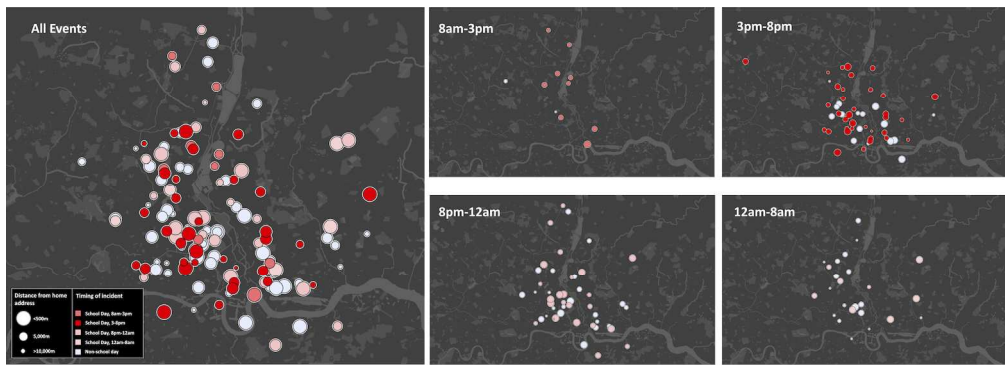 All Events
8am-3pm
3pm-8pm
8pm-12am
12am-8am
Distance from home
address
<500m
5,000m
>10,000m
Timing of Incident
School Day, 8am-3pm
School Day, 3-8pm
School Day, 8pm-12am
School Day, 12am-8am
Non-school day